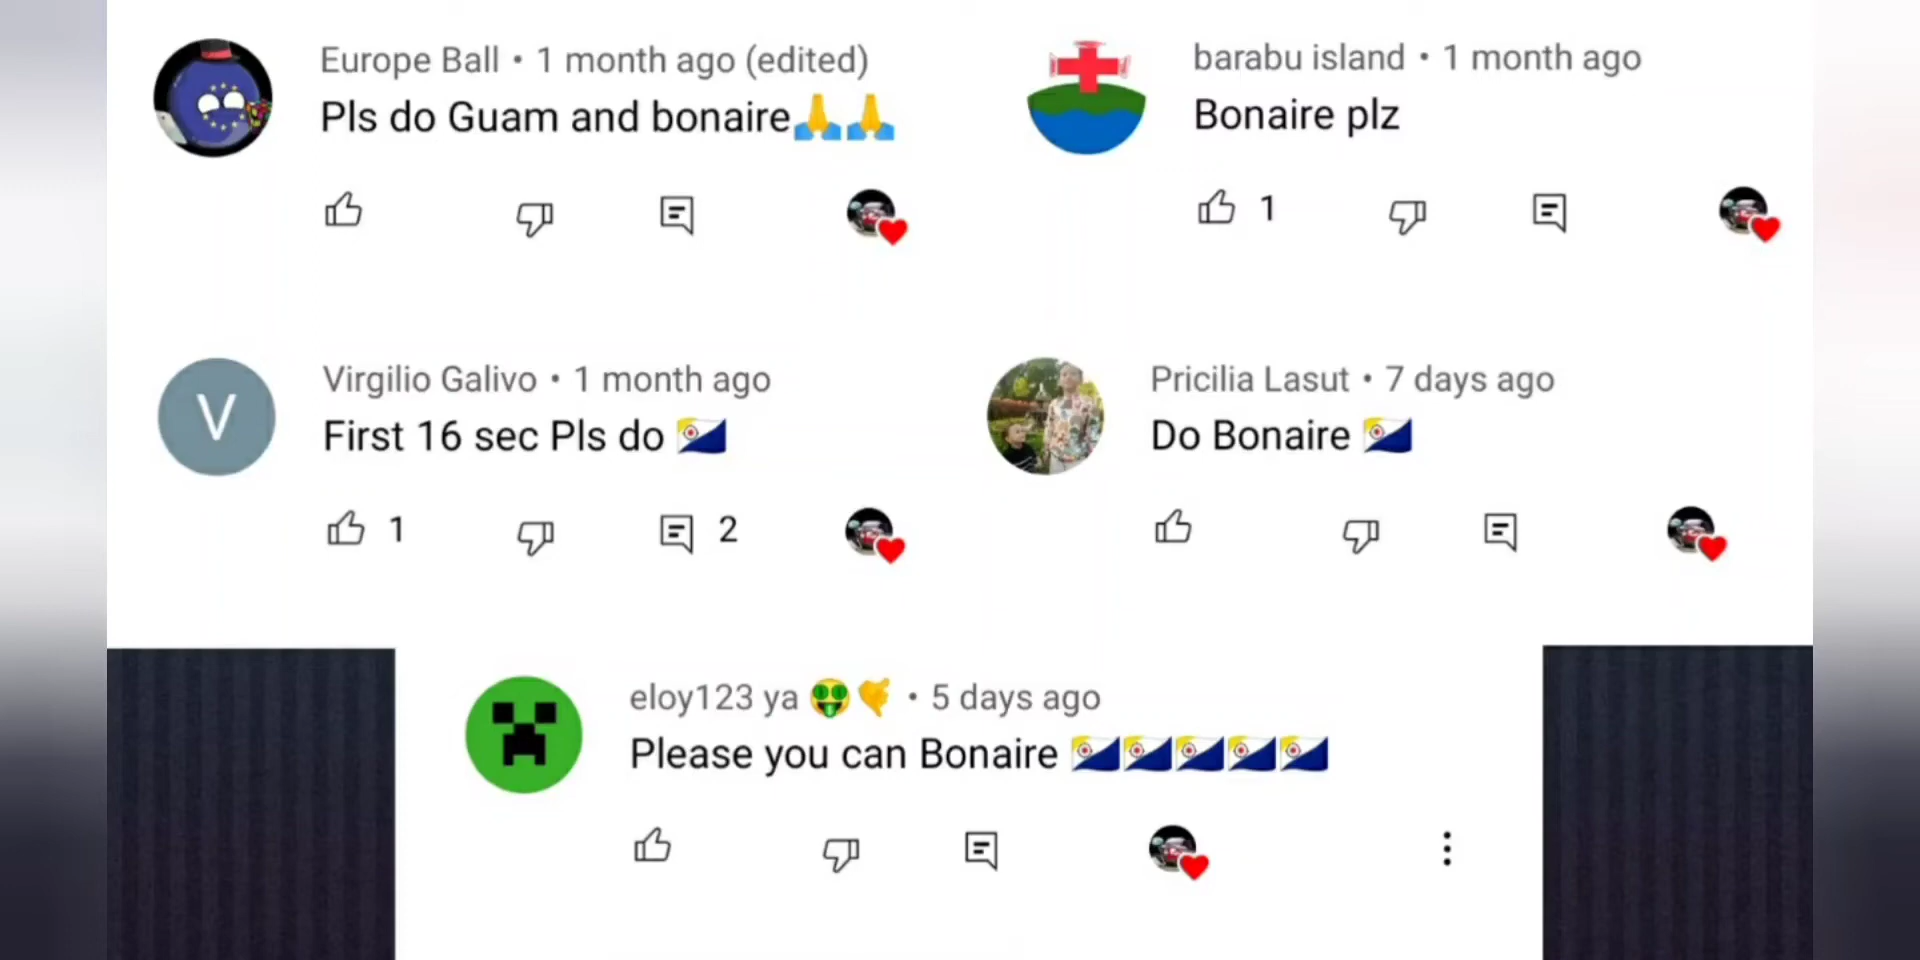 Europe Ball • 1 month ago (edited)
Pls do Guam and bonaire🙏🙏
barabu island • 1 month ago
Bonaire plz
1
Virgilio Galivo • 1 month ago
V
First 16 sec Pls do 🇧🇶
1 2
Pricilia Lasut • 7 days ago
Do Bonaire 🇧🇶
eloy123 ya 🤑🤙 • 5 days ago
Please you can Bonaire 🇧🇶🇧🇶🇧🇶🇧🇶🇧🇶